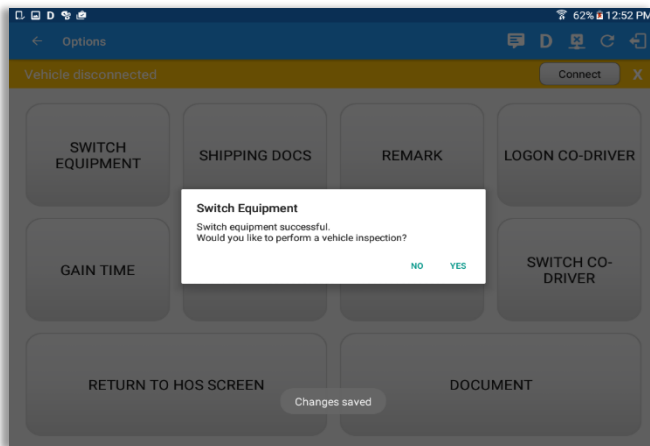 D 62% 12:52 PM
Options D
Vehicle disconnected Connect X
SWITCH
EQUIPMENT
SHIPPING DOCS
REMARK
LOGON CO-DRIVER
Switch Equipment
Switch equipment successful.
Would you like to perform a vehicle inspection?
NO YES
GAIN TIME
SWITCH CO-
DRIVER
RETURN TO HOS SCREEN
DOCUMENT
Changes saved